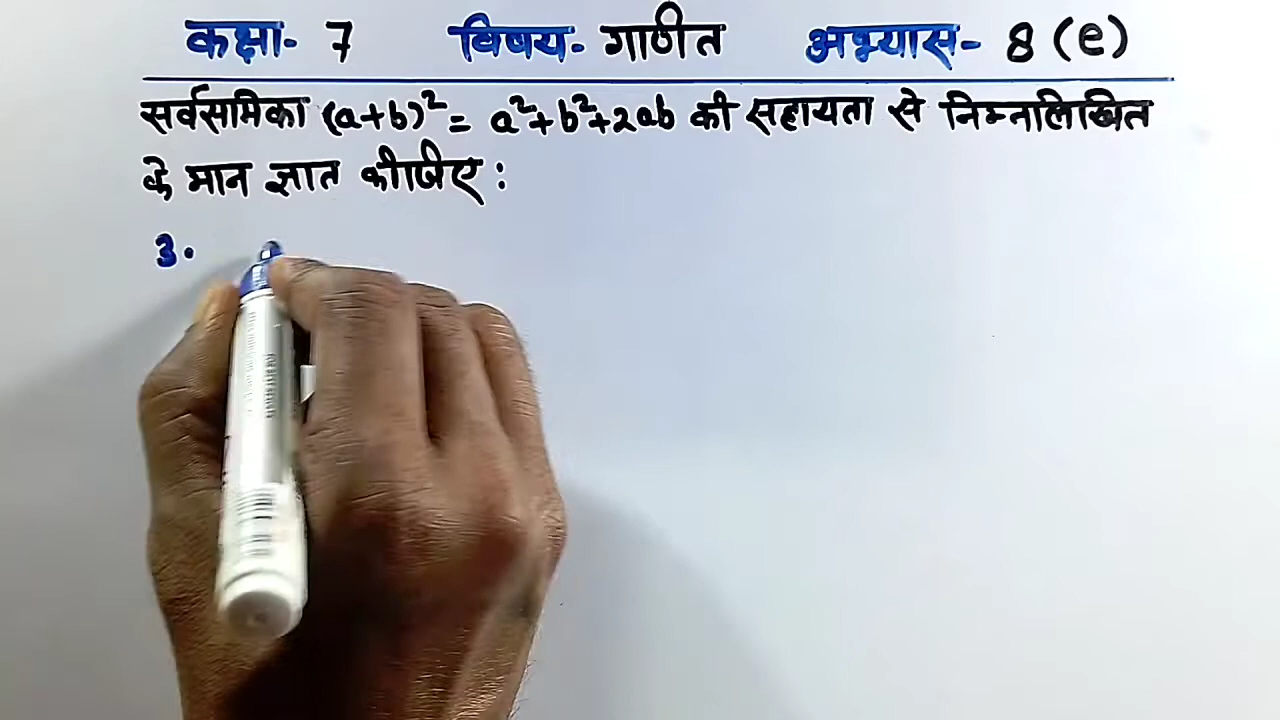 कक्षा- 7 विषय- गणित अभ्यास- 8 (e)
सर्वसमिका (a+b)² = a²+b²+2ab की सहायता से निम्नलिखित
के मान ज्ञात कीजिए :
3.